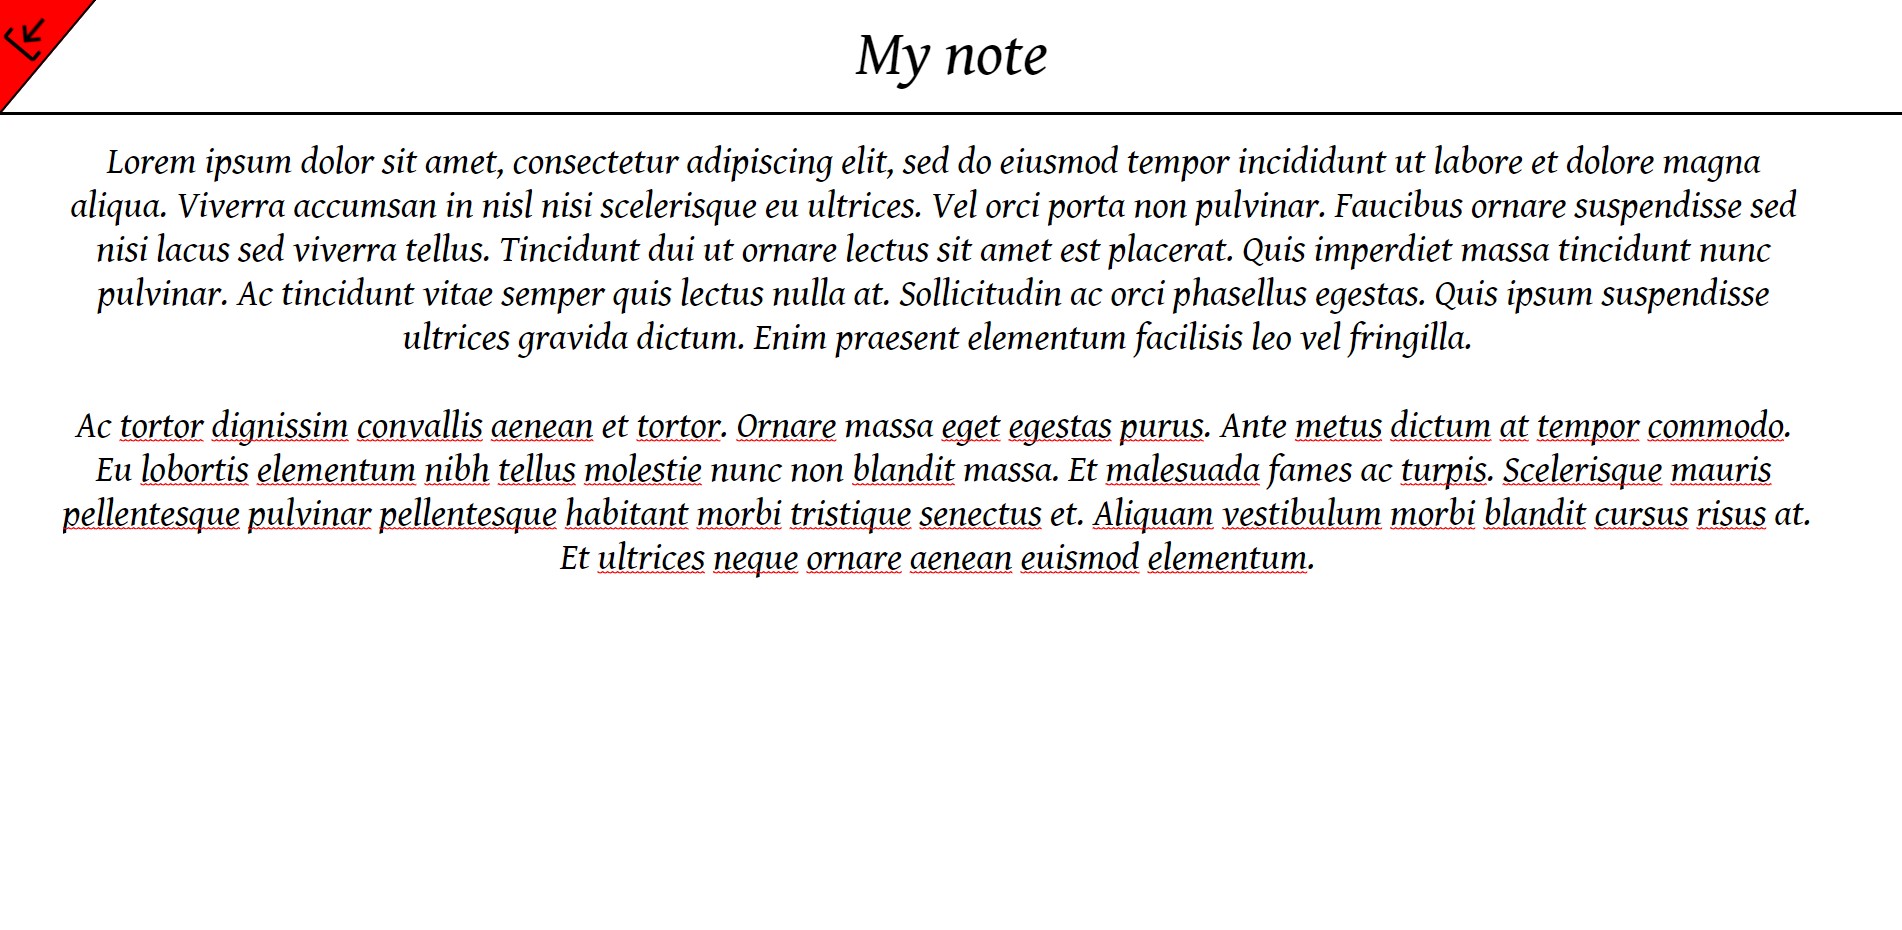 My note
Lorem ipsum dolor sit amet, consectetur adipiscing elit, sed do eiusmod tempor incididunt ut labore et dolore magna
aliqua. Viverra accumsan in nisl nisi scelerisque eu ultrices. Vel orci porta non pulvinar. Faucibus ornare suspendisse sed
nisi lacus sed viverra tellus. Tincidunt dui ut ornare lectus sit amet est placerat. Quis imperdiet massa tincidunt nunc
pulvinar. Ac tincidunt vitae semper quis lectus nulla at. Sollicitudin ac orci phasellus egestas. Quis ipsum suspendisse
ultrices gravida dictum. Enim praesent elementum facilisis leo vel fringilla.
Ac tortor dignissim convallis aenean et tortor. Ornare massa eget egestas purus. Ante metus dictum at tempor commodo.
Eu lobortis elementum nibh tellus molestie nunc non blandit massa. Et malesuada fames ac turpis. Scelerisque mauris
pellentesque pulvinar pellentesque habitant morbi tristique senectus et. Aliquam vestibulum morbi blandit cursus risus at.
Et ultrices neque ornare aenean euismod elementum.